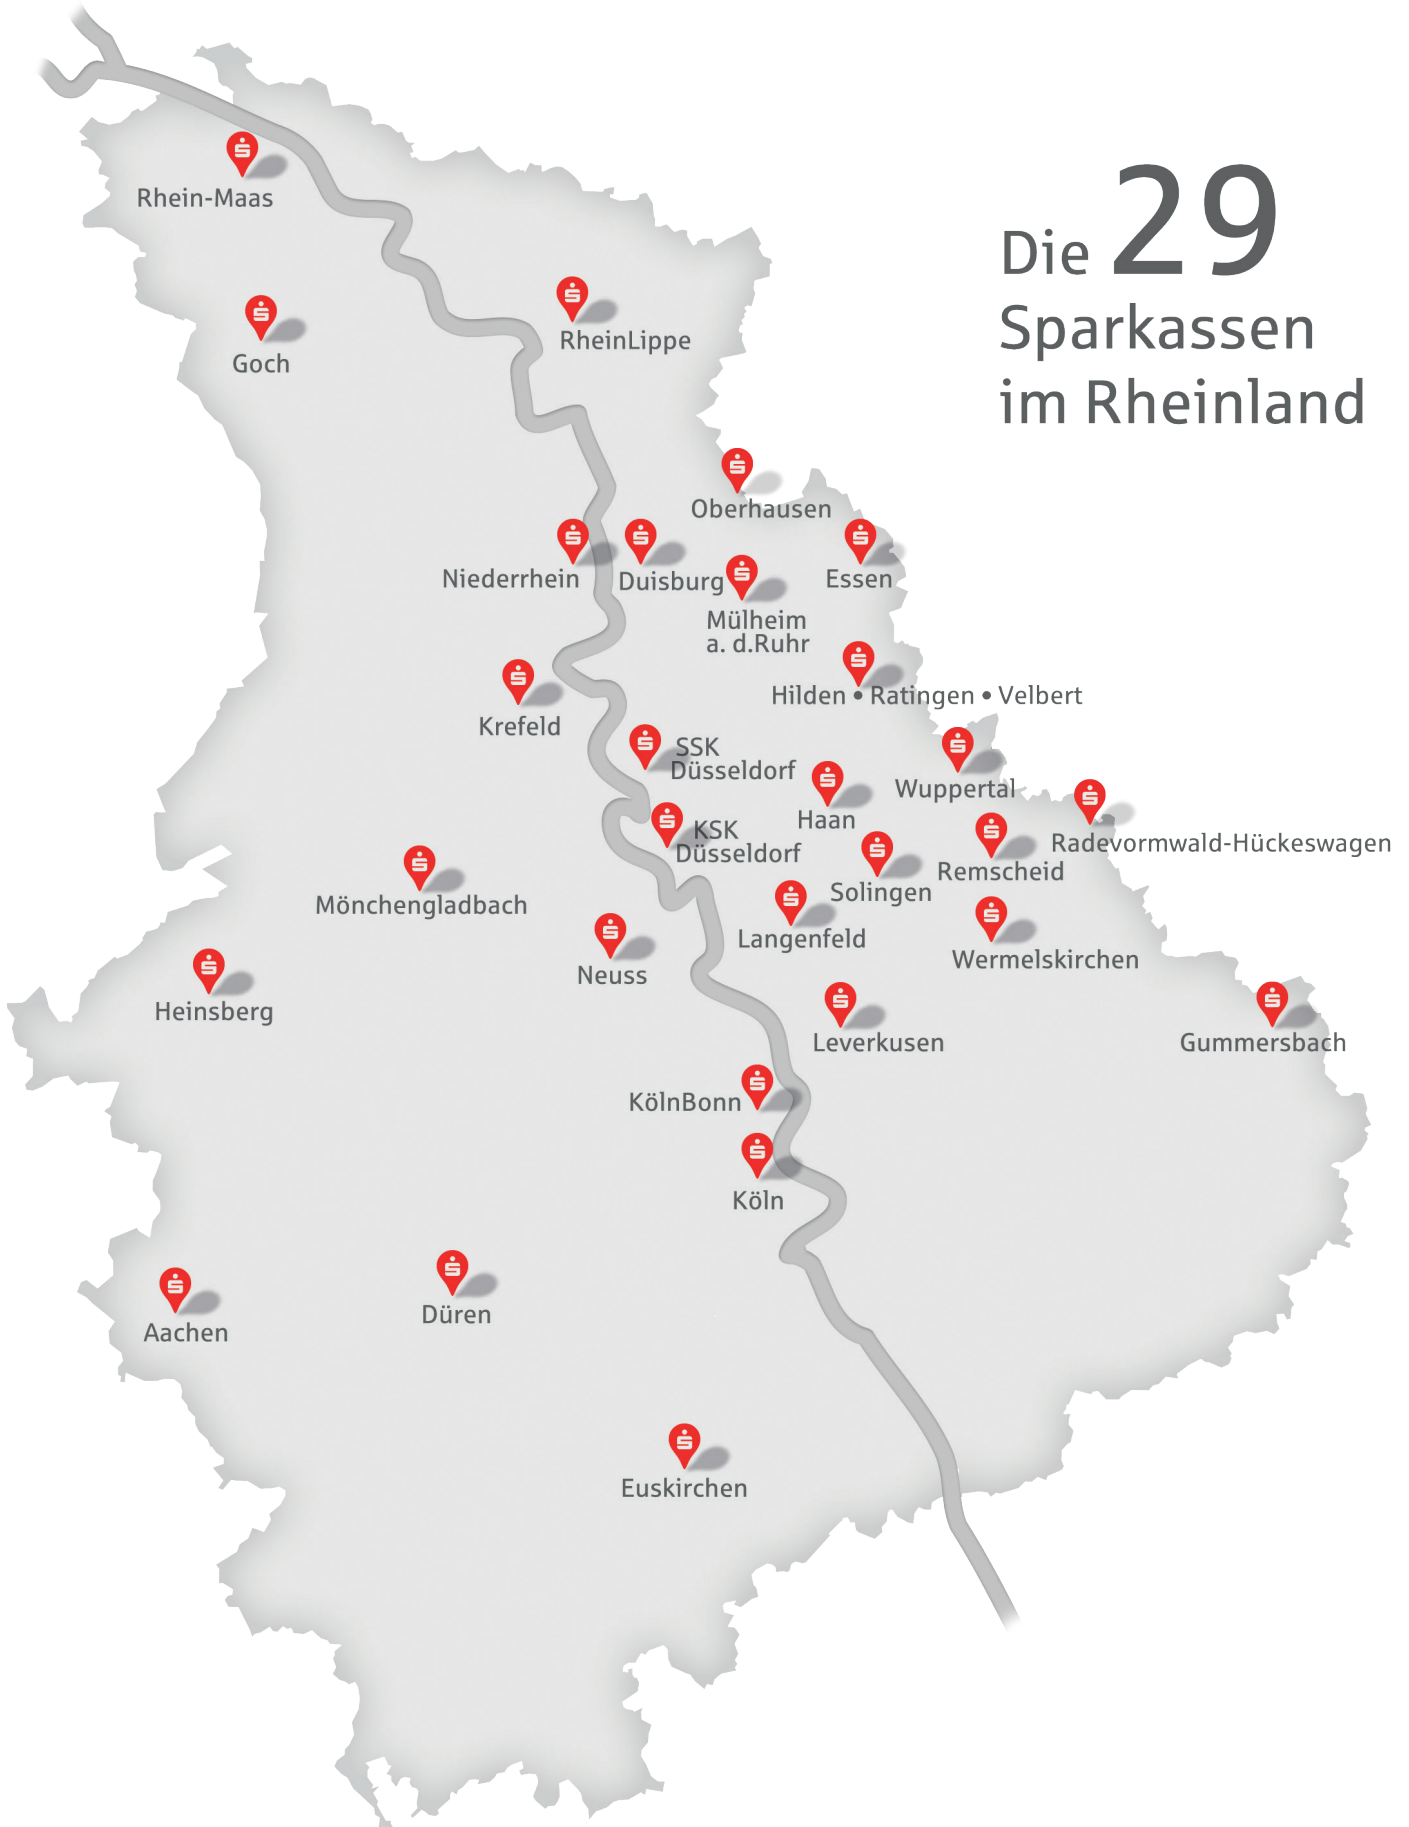 Die 29
Sparkassen
im Rheinland
Rhein-Maas
RheinLippe
Goch
Oberhausen
Niederrhein
Duisburg
Essen
Mülheim
a. d.Ruhr
Hilden • Ratingen • Velbert
Krefeld
SSK
Düsseldorf
Wuppertal
Haan
KSK
Düsseldorf
Radevormwald-Hückeswagen
Remscheid
Solingen
Mönchengladbach
Langenfeld
Wermelskirchen
Neuss
Heinsberg
Leverkusen
Gummersbach
KölnBonn
Köln
Düren
Aachen
Euskirchen